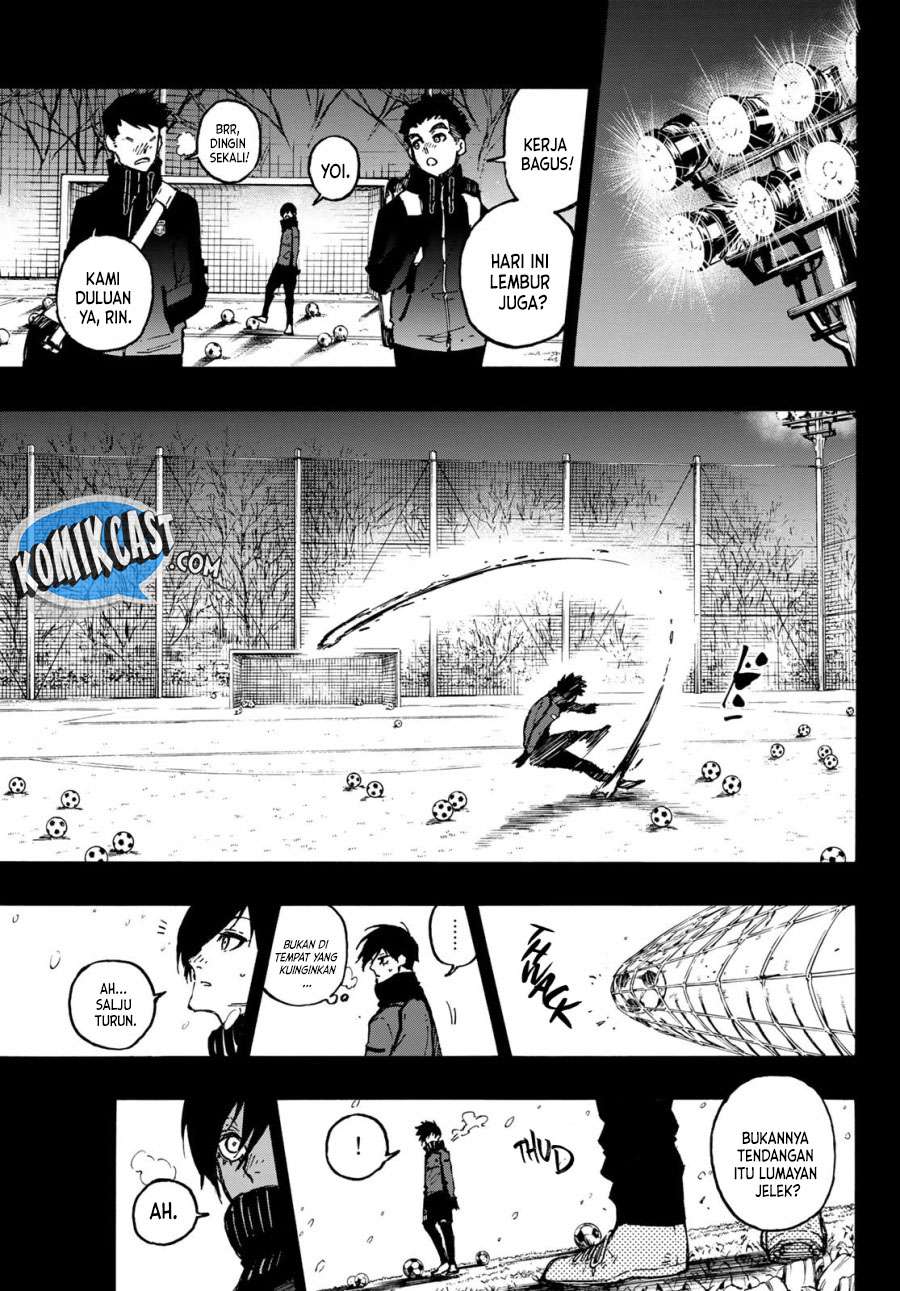 KERJA
BAGUS!
HARI INI
LEMBUR
JUGA?
YOI.
BRR,
DINGIN
SEKALI!
KAMI
DULUAN
YA, RIN.
KOMIKCAST
.COM
THWACK
......
BUKAN DI
TEMPAT YANG
KUINGINKAN
...
AH...
SALJU
TURUN.
BUKANNYA
TENDANGAN
ITU LUMAYAN
JELEK?
THUD
!
AH.